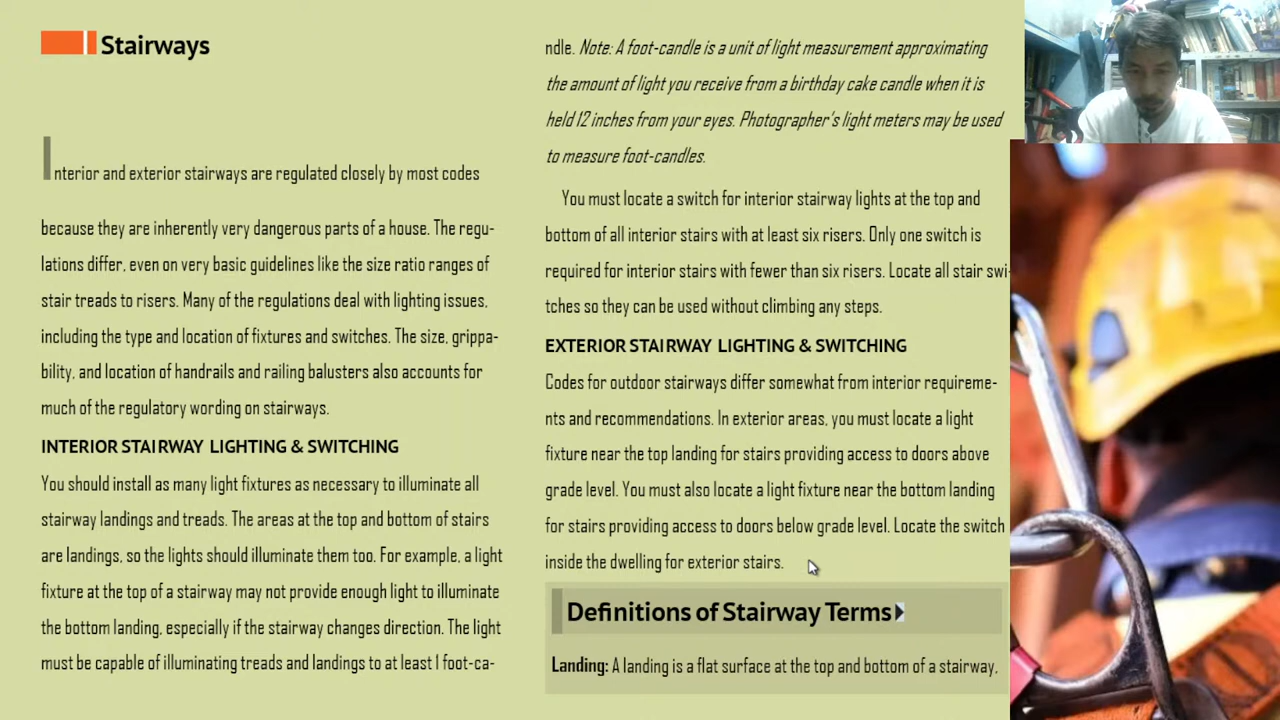 Stairways
Interior and exterior stairways are regulated closely by most codes
because they are inherently very dangerous parts of a house. The regu-
lations differ, even on very basic guidelines like the size ratio ranges of
stair treads to risers. Many of the regulations deal with lighting issues,
including the type and location of fixtures and switches. The size, grippa-
bility, and location of handrails and railing balusters also accounts for
much of the regulatory wording on stairways.
INTERIOR STAIRWAY LIGHTING & SWITCHING
You should install as many light fixtures as necessary to illuminate all
stairway landings and treads. The areas at the top and bottom of stairs
are landings, so the lights should illuminate them too. For example, a light
fixture at the top of a stairway may not provide enough light to illuminate
the bottom landing, especially if the stairway changes direction. The light
must be capable of illuminating treads and landings to at least 1 foot-ca-
ndle. Note: A foot-candle is a unit of light measurement approximating
the amount of light you receive from a birthday cake candle when it is
held 12 inches from your eyes. Photographer's light meters may be used
to measure foot-candles.
You must locate a switch for interior stairway lights at the top and
bottom of all interior stairs with at least six risers. Only one switch is
required for interior stairs with fewer than six risers. Locate all stair swi-
tches so they can be used without climbing any steps.
EXTERIOR STAIRWAY LIGHTING & SWITCHING
Codes for outdoor stairways differ somewhat from interior requireme-
nts and recommendations. In exterior areas, you must locate a light
fixture near the top landing for stairs providing access to doors above
grade level. You must also locate a light fixture near the bottom landing
for stairs providing access to doors below grade level. Locate the switch
inside the dwelling for exterior stairs.
Definitions of Stairway Terms
Landing: A landing is a flat surface at the top and bottom of a stairway,